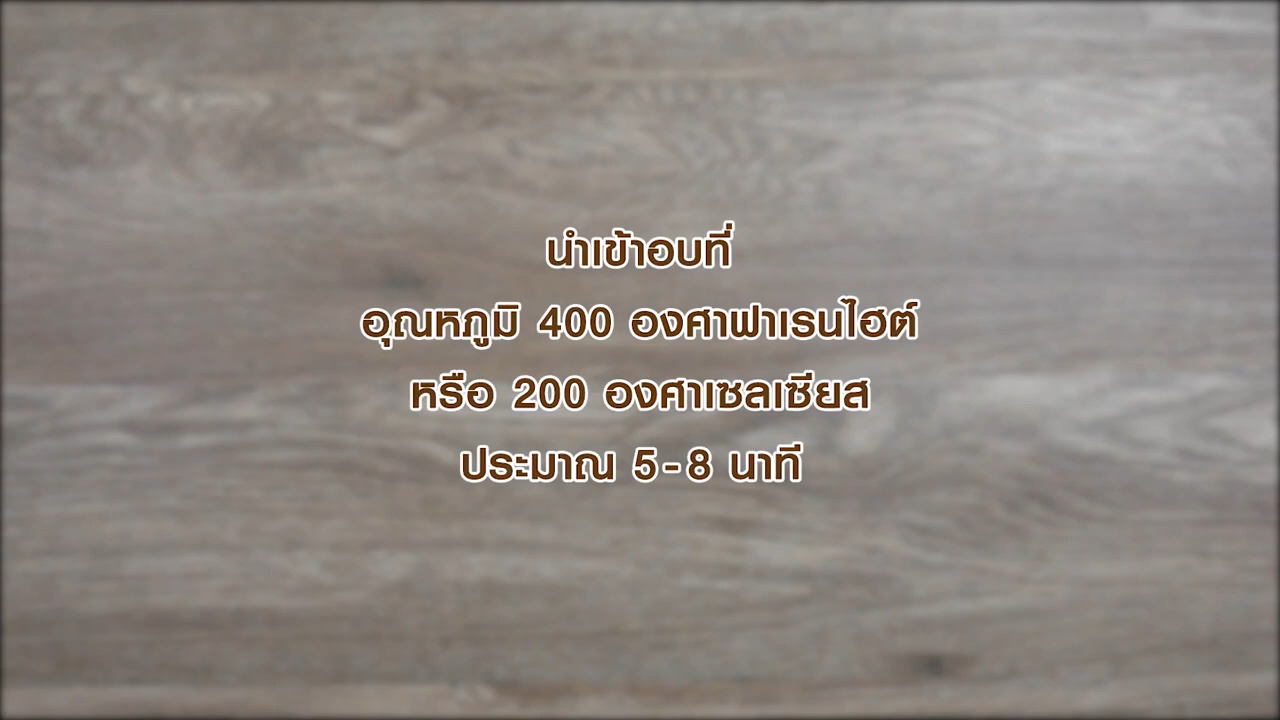 นำเข้าอบที่
อุณหภูมิ 400 องศาฟาเรนไฮต์
หรือ 200 องศาเซลเซียส
ประมาณ 5-8 นาที